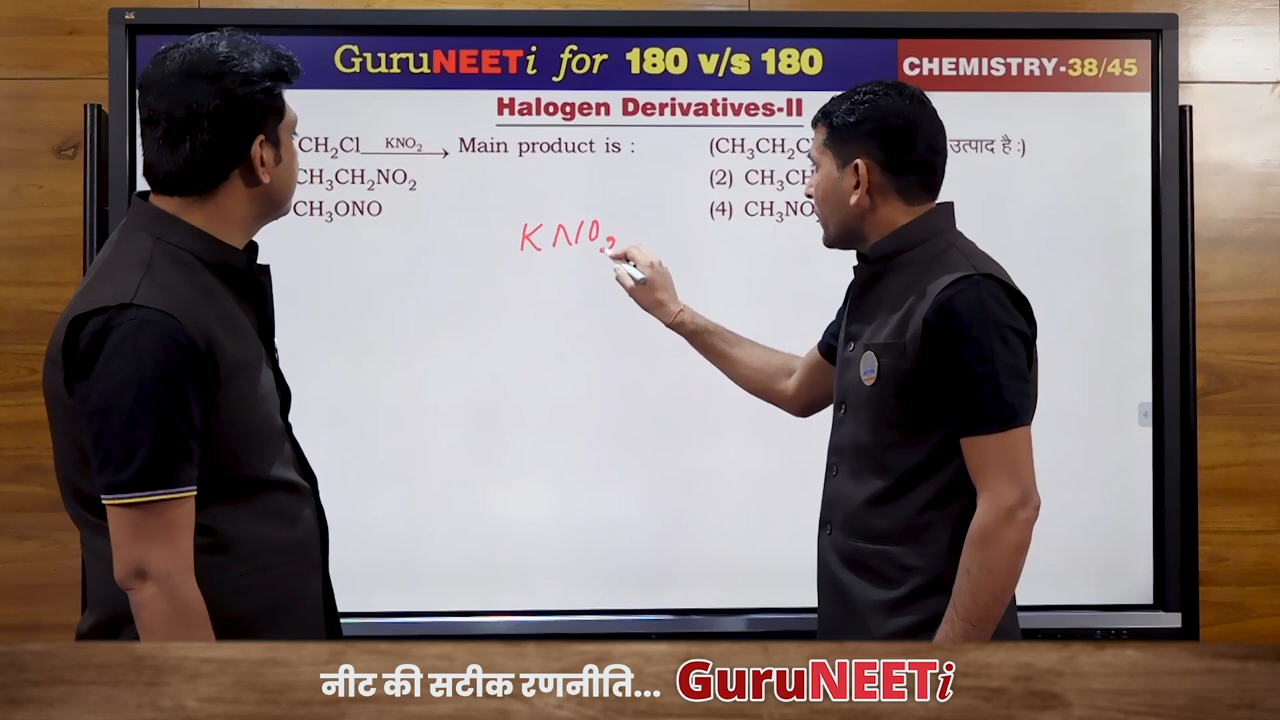 GuruNEETi for 180 v/s 180
CHEMISTRY-38/45
Halogen Derivatives-II
CH₂Cl —KNO₂→ Main product is : (CH₃CH₂C उत्पाद है :)
CH₃CH₂NO₂ (2) CH₃CH
CH₃ONO (4) CH₃NO₂
KNO₂
नीट की सटीक रणनीति... GuruNEETi